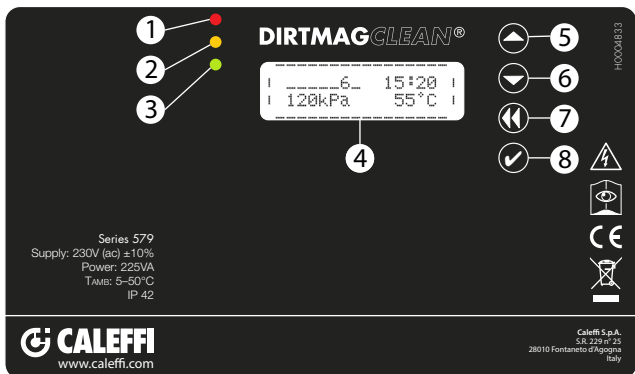 1
2
3
DIRTMAGCLEAN®
_____6_ 15:20
120kPa 55°C
4
5
6
7
8
H0004833
Series 579
Supply: 230V (ac) ±10%
Power: 225VA
TAMB: 5–50°C
IP 42
CE
CALEFFI
www.caleffi.com
Caleffi S.p.A.
S.R. 229 n° 25
28010 Fontaneto d'Agogna
Italy